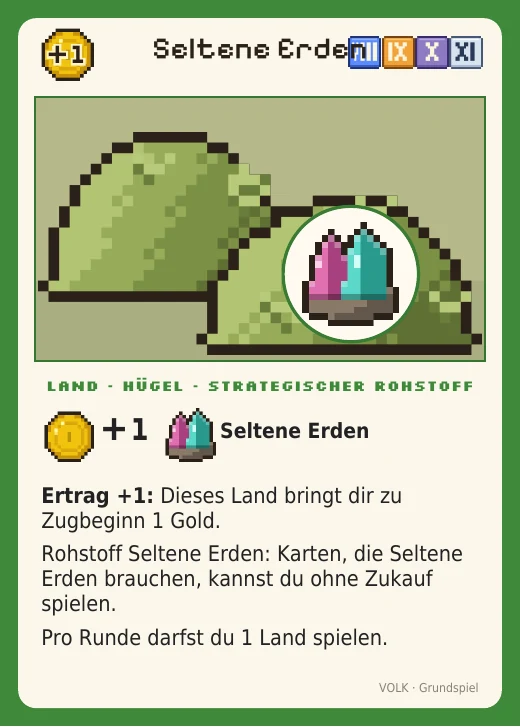 +1
Seltene Erden
IX X XI
LAND · HÜGEL · STRATEGISCHER ROHSTOFF
+1 Seltene Erden
Ertrag +1: Dieses Land bringt dir zu
Zugbeginn 1 Gold.
Rohstoff Seltene Erden: Karten, die Seltene
Erden brauchen, kannst du ohne Zukauf
spielen.
Pro Runde darfst du 1 Land spielen.
VOLK · Grundspiel